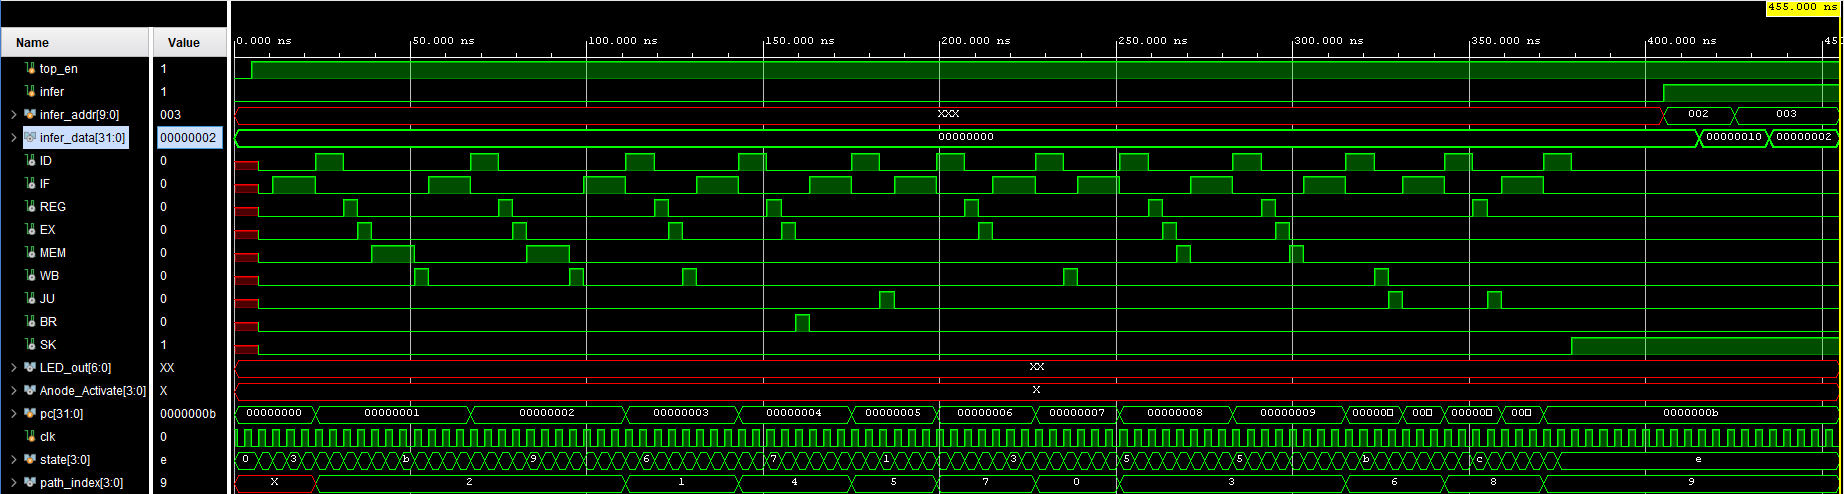 455.000 ns
Name Value 0.000 ns 50.000 ns 100.000 ns 150.000 ns 200.000 ns 250.000 ns 300.000 ns 350.000 ns 400.000 ns 45
top_en 1
infer 1
infer_addr[9:0] 003 XXX 002 003
infer_data[31:0] 00000002 00000000 00000010 00000002
ID 0
IF 0
REG 0
EX 0
MEM 0
WB 0
JU 0
BR 0
SK 1
LED_out[6:0] XX XX
Anode_Activate[3:0] X X
pc[31:0] 0000000b 00000000 00000001 00000002 00000003 00000004 00000005 00000006 00000007 00000008 00000009 00000□ 00□ 00000□ 00□ 0000000b
clk 0
state[3:0] e 0 3 b 9 6 7 1 3 5 5 b c e
path_index[3:0] 9 X 2 1 4 5 7 0 3 6 8 9